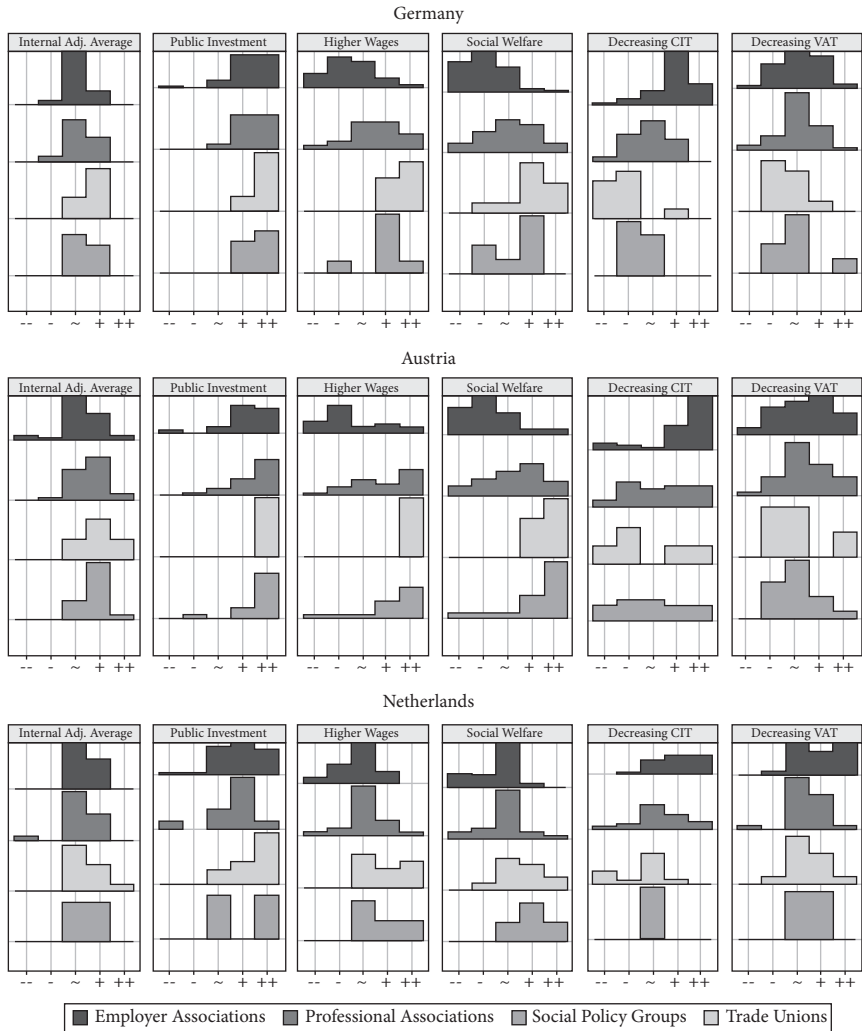 Germany
Internal Adj. Average Public Investment Higher Wages Social Welfare Decreasing CIT Decreasing VAT
-- - ~ + ++ -- - ~ + ++ -- - ~ + ++ -- - ~ + ++ -- - ~ + ++ -- - ~ + ++
Austria
Internal Adj. Average Public Investment Higher Wages Social Welfare Decreasing CIT Decreasing VAT
-- - ~ + ++ -- - ~ + ++ -- - ~ + ++ -- - ~ + ++ -- - ~ + ++ -- - ~ + ++
Netherlands
Internal Adj. Average Public Investment Higher Wages Social Welfare Decreasing CIT Decreasing VAT
-- - ~ + ++ -- - ~ + ++ -- - ~ + ++ -- - ~ + ++ -- - ~ + ++ -- - ~ + ++
Employer Associations Professional Associations Social Policy Groups Trade Unions